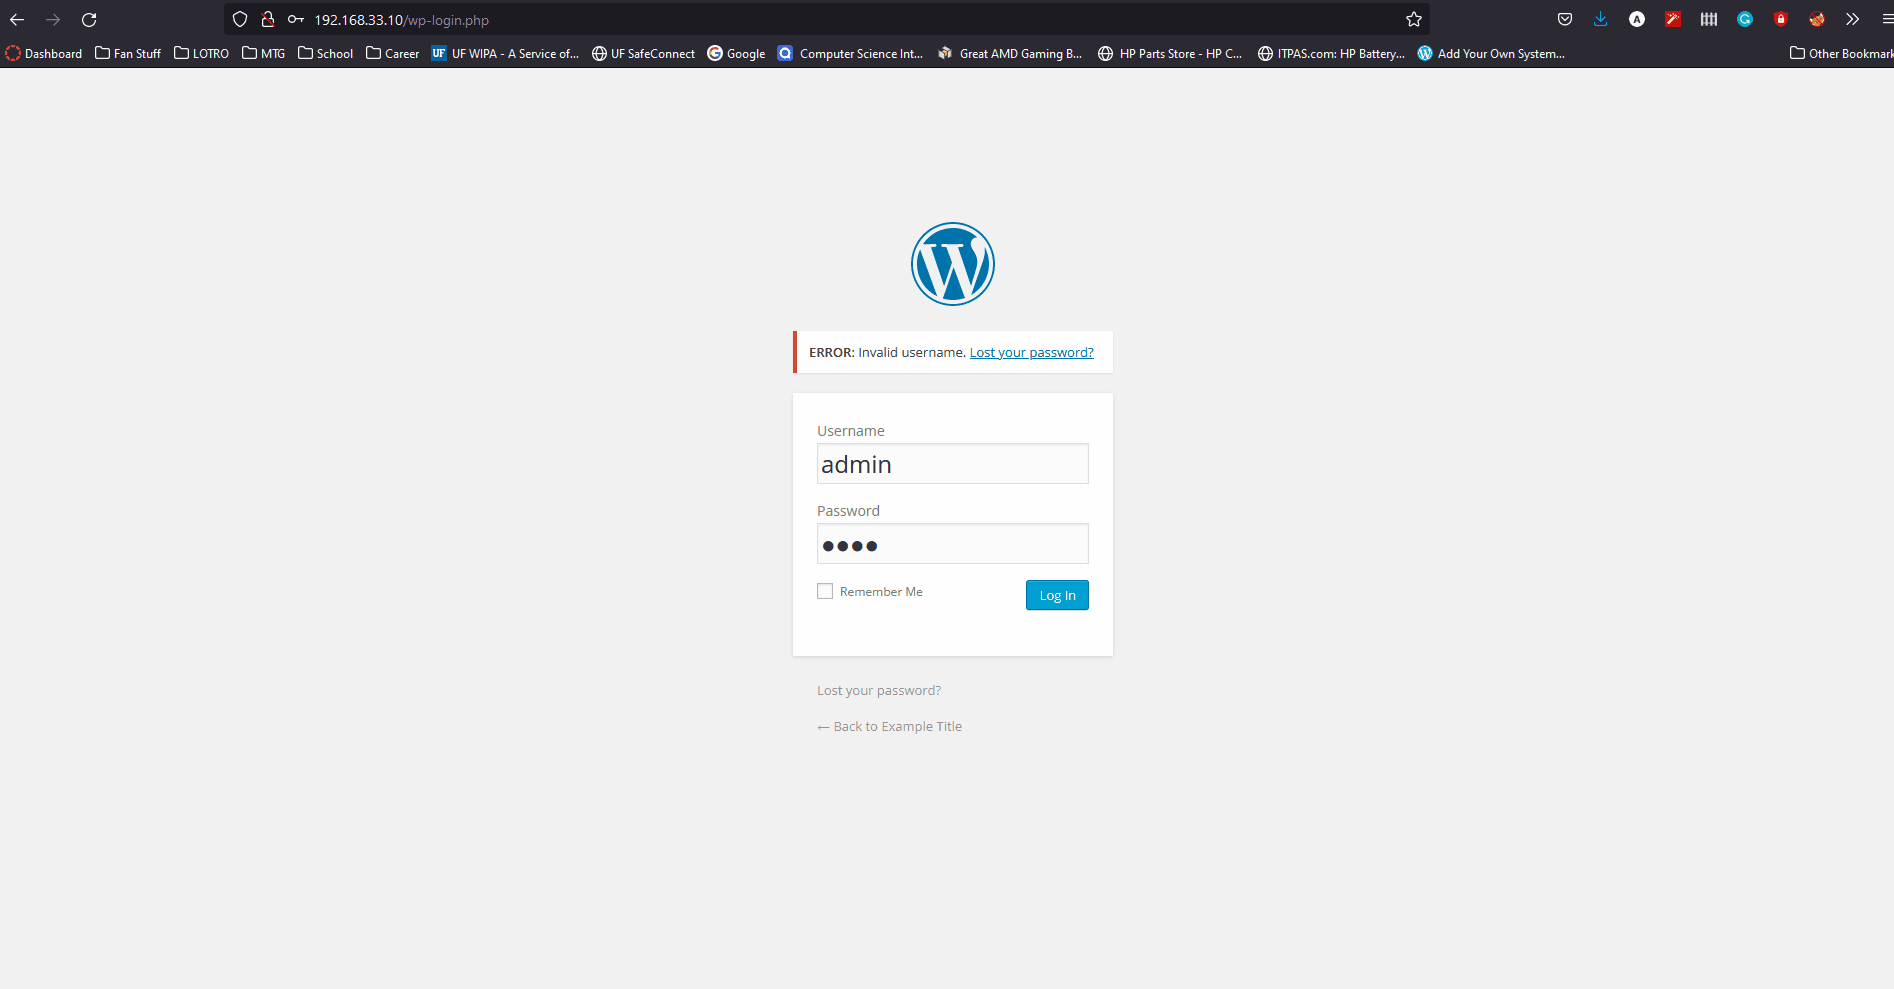 192.168.33.10/wp-login.php
Dashboard Fan Stuff LOTRO MTG School Career UF UF WIPA - A Service of... UF SafeConnect Google Computer Science Int... Great AMD Gaming B... HP Parts Store - HP C... ITPAS.com: HP Battery... Add Your Own System... Other Bookmark
ERROR: Invalid username. Lost your password?
Username
admin
Password
Remember Me Log In
Lost your password?
← Back to Example Title